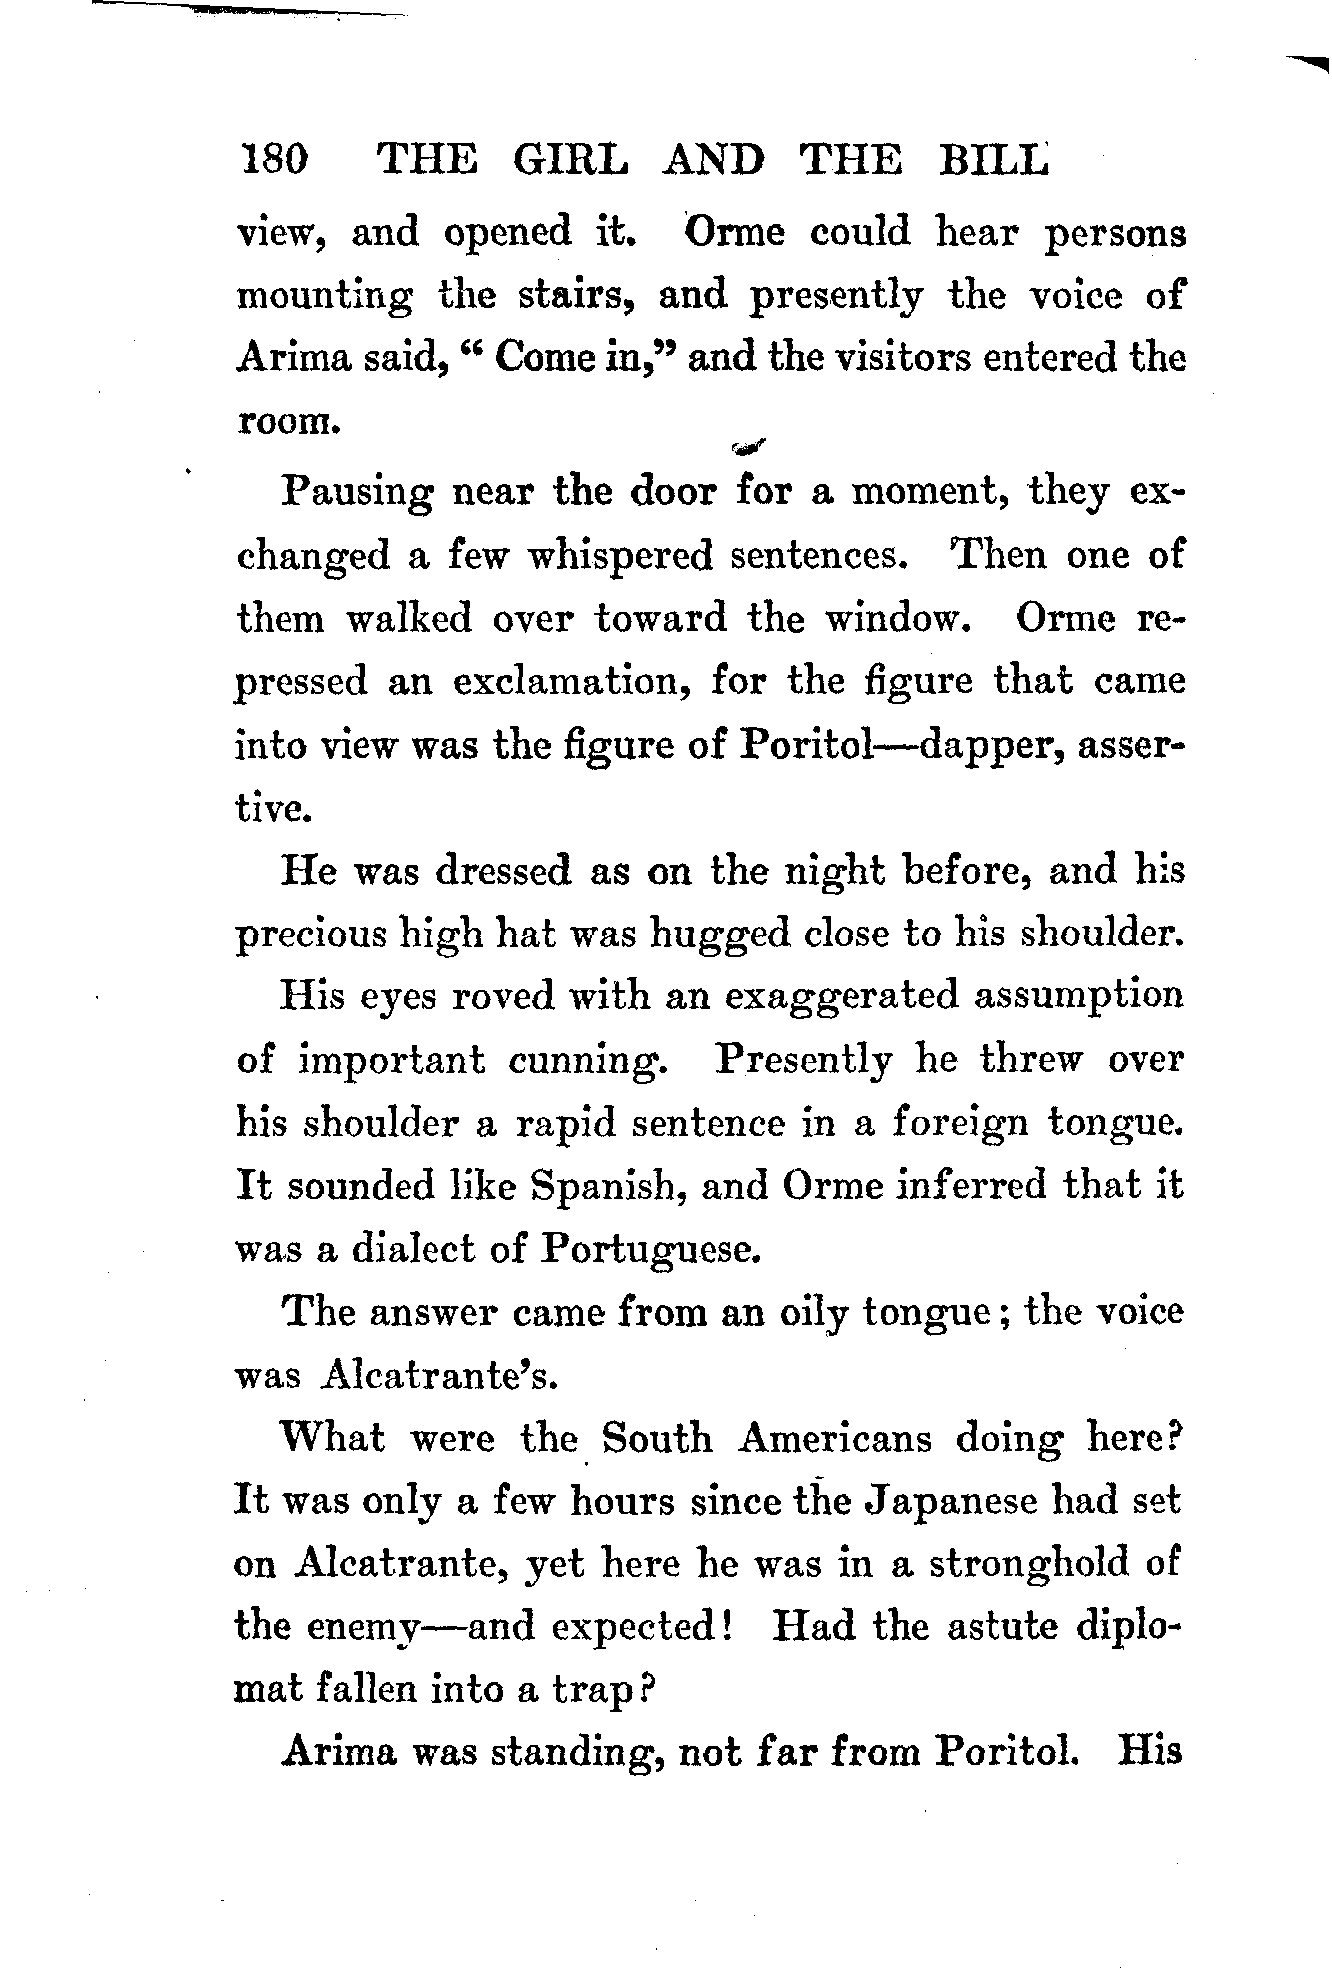 180 THE GIRL AND THE BILL
view, and opened it. Orme could hear persons
mounting the stairs, and presently the voice of
Arima said, “ Come in,” and the visitors entered the
room.
Pausing near the door for a moment, they ex-
changed a few whispered sentences. Then one of
them walked over toward the window. Orme re-
pressed an exclamation, for the figure that came
into view was the figure of Poritol—dapper, asser-
tive.
He was dressed as on the night before, and his
precious high hat was hugged close to his shoulder.
His eyes roved with an exaggerated assumption
of important cunning. Presently he threw over
his shoulder a rapid sentence in a foreign tongue.
It sounded like Spanish, and Orme inferred that it
was a dialect of Portuguese.
The answer came from an oily tongue; the voice
was Alcatrante’s.
What were the South Americans doing here?
It was only a few hours since the Japanese had set
on Alcatrante, yet here he was in a stronghold of
the enemy—and expected! Had the astute diplo-
mat fallen into a trap?
Arima was standing, not far from Poritol. His